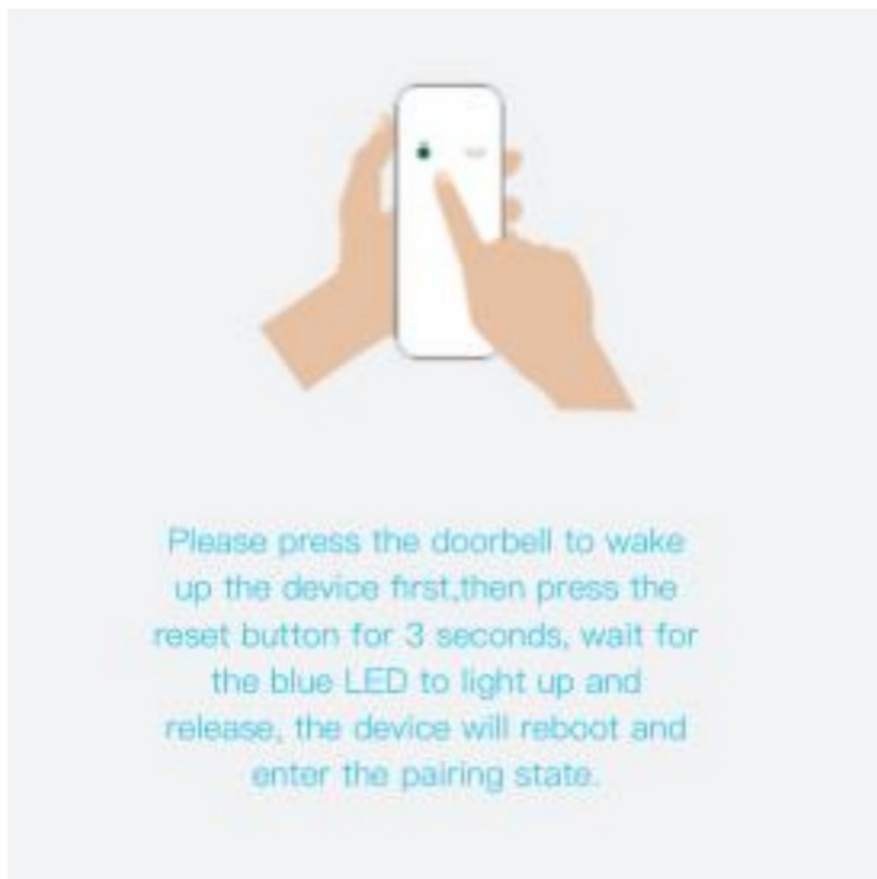 Please press the doorbell to wake
up the device first,then press the
reset button for 3 seconds, wait for
the blue LED to light up and
release, the device will reboot and
enter the pairing state.